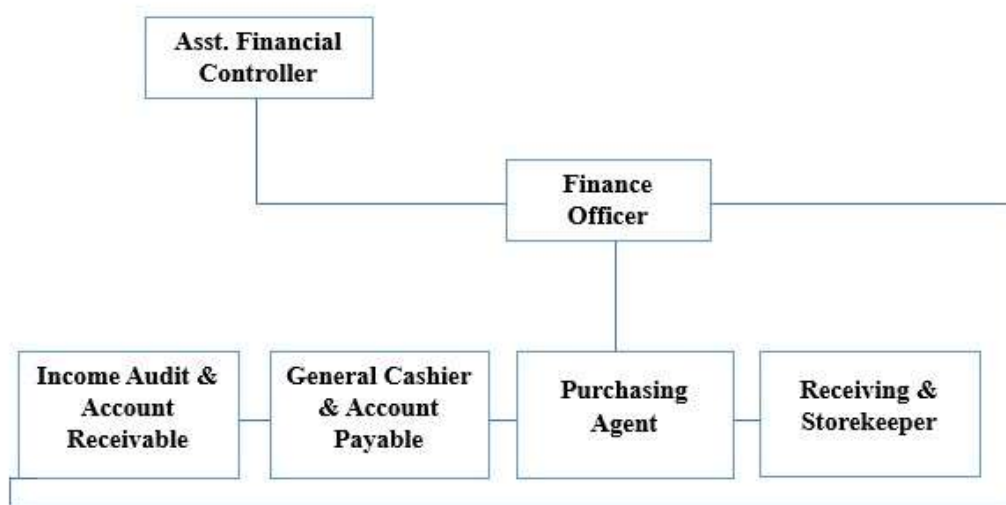 Asst. Financial
Controller
Finance
Officer
Income Audit &
Account
Receivable
General Cashier
& Account
Payable
Purchasing
Agent
Receiving &
Storekeeper